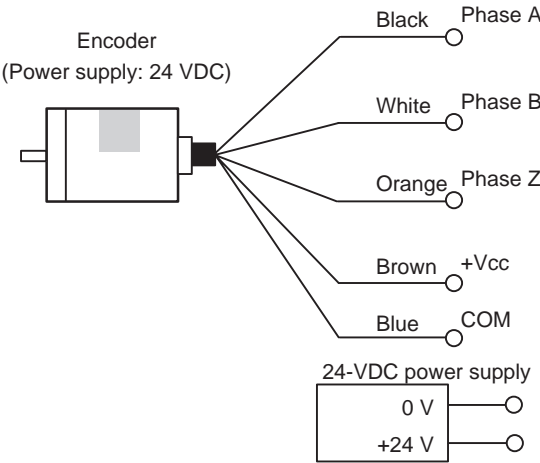 Encoder
(Power supply: 24 VDC)
Black
Phase A
White
Phase B
Orange
Phase Z
Brown
+Vcc
Blue
COM
24-VDC power supply
0 V
+24 V